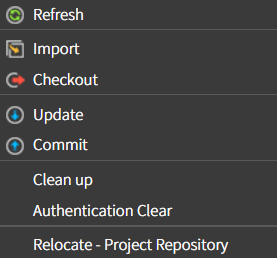 Refresh
Import
Checkout
Update
Commit
Clean up
Authentication Clear
Relocate - Project Repository